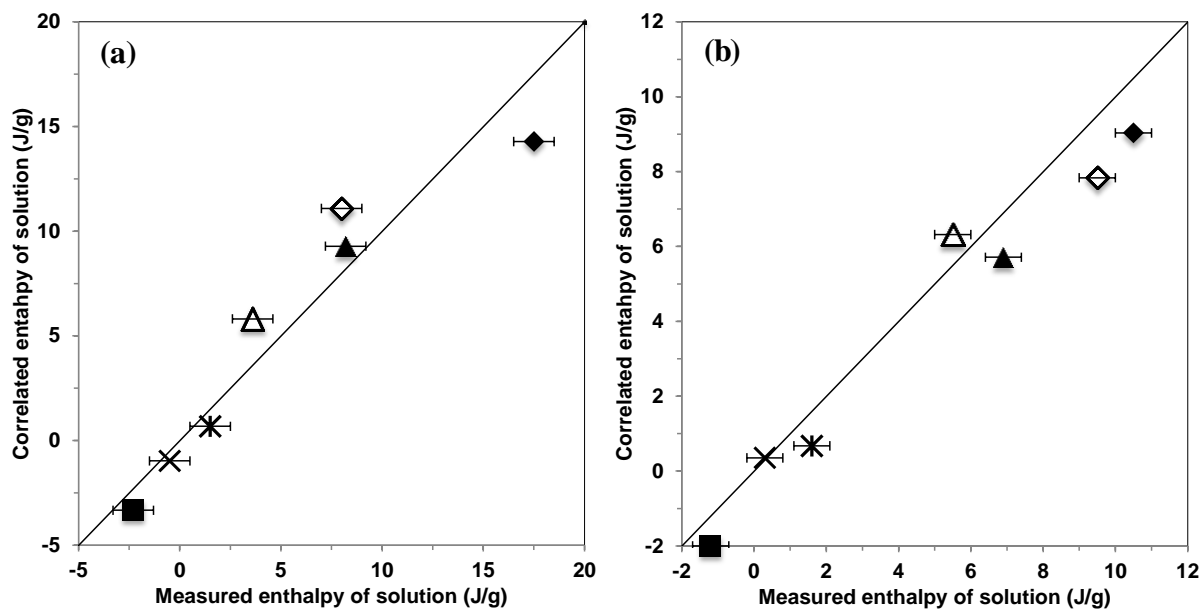 (a)
Correlated entahpy of solution (J/g)
20
15
10
5
0
-5
-5 0 5 10 15 20
Measured enthalpy of solution (J/g)
(b)
Correlated entahpy of solution (J/g)
12
10
8
6
4
2
0
-2
-2 0 2 4 6 8 10 12
Measured enthalpy of solution (J/g)